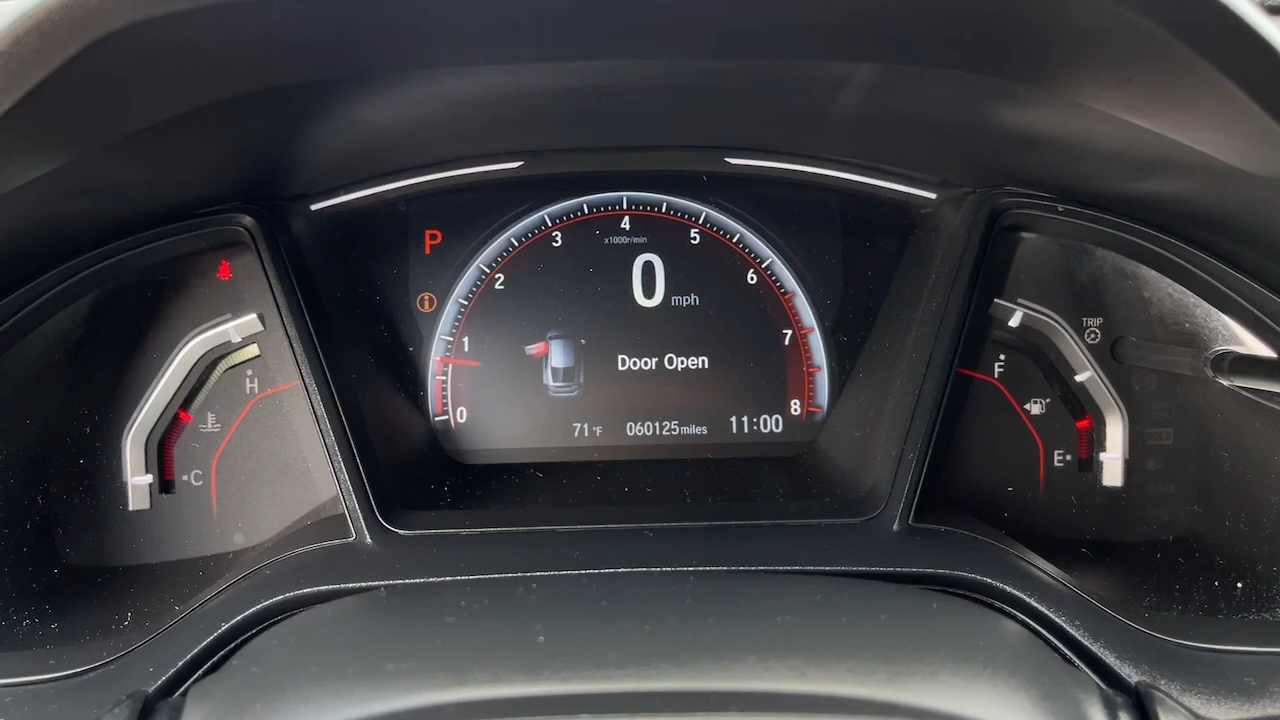 P
x1000r/min
0
1
2
3
4
5
6
7
8
0 mph
Door Open
71°F 060125 miles 11:00
H
C
TRIP
F
E
HOLD